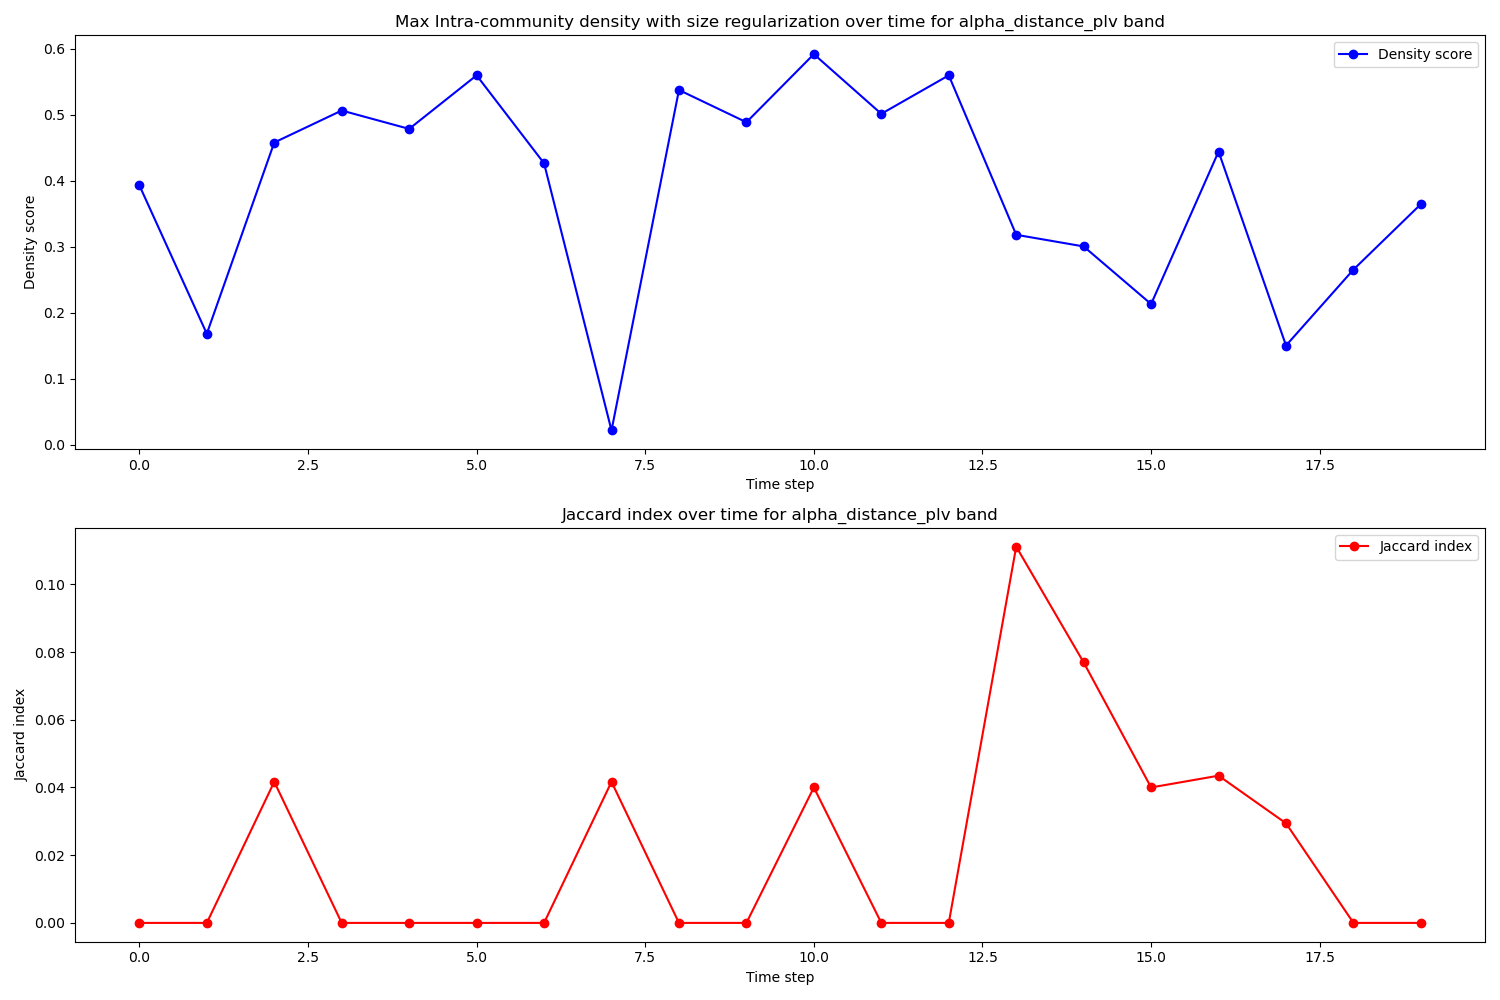 Max Intra-community density with size regularization over time for alpha_distance_plv band
Density score
0.6
0.5
0.4
0.3
0.2
0.1
0.0
Density score
0.0 2.5 5.0 7.5 10.0 12.5 15.0 17.5
Time step
Jaccard index over time for alpha_distance_plv band
Jaccard index
0.10
0.08
0.06
0.04
0.02
0.00
Jaccard index
0.0 2.5 5.0 7.5 10.0 12.5 15.0 17.5
Time step